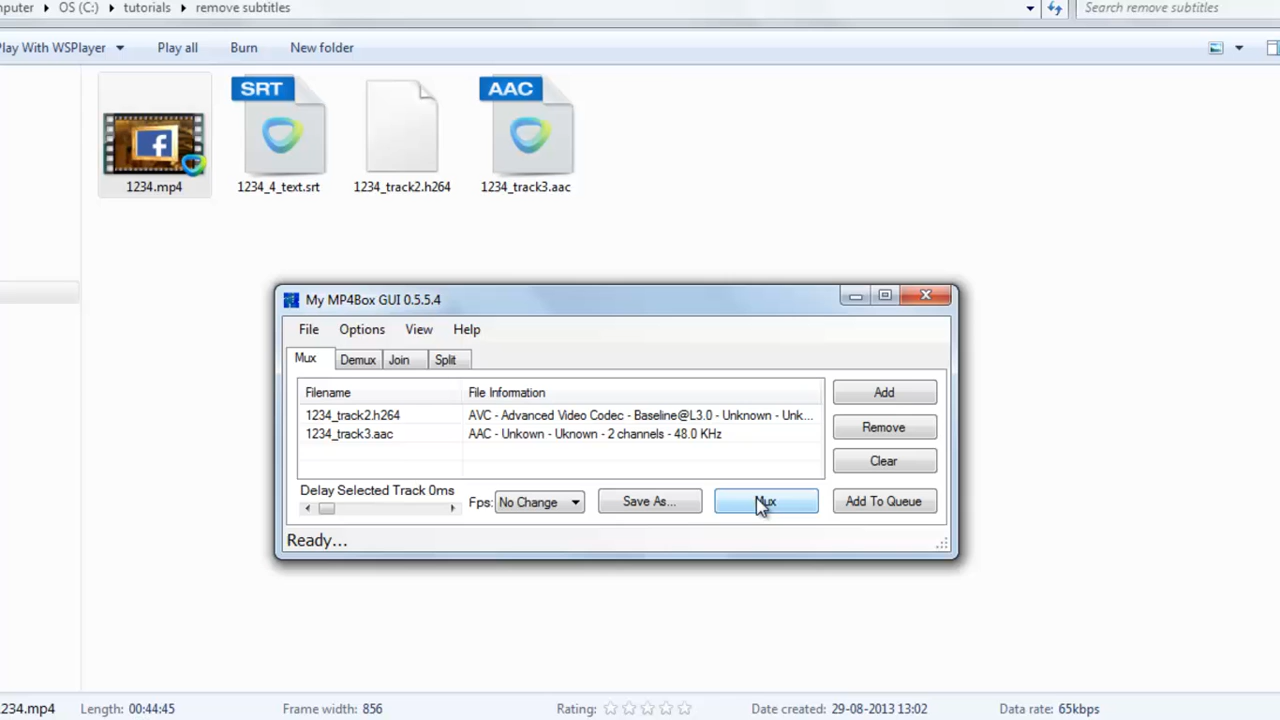 mputer ▸ OS (C:) ▸ tutorials ▸ remove subtitles
Search remove subtitles
lay With WSPlayer
Play all
Burn
New folder
SRT
AAC
f
1234.mp4
1234_4_text.srt
1234_track2.h264
1234_track3.aac
My MP4Box GUI 0.5.5.4
File
Options
View
Help
Mux
Demux
Join
Split
Filename
File Information
1234_track2.h264
AVC - Advanced Video Codec - Baseline@L3.0 - Unknown - Unk...
1234_track3.aac
AAC - Unkown - Uknown - 2 channels - 48.0 KHz
Add
Remove
Clear
Delay Selected Track 0ms
Fps:
No Change
Save As...
Mux
Add To Queue
Ready...
234.mp4
Length: 00:44:45
Frame width: 856
Rating:
Date created: 29-08-2013 13:02
Data rate: 65kbps